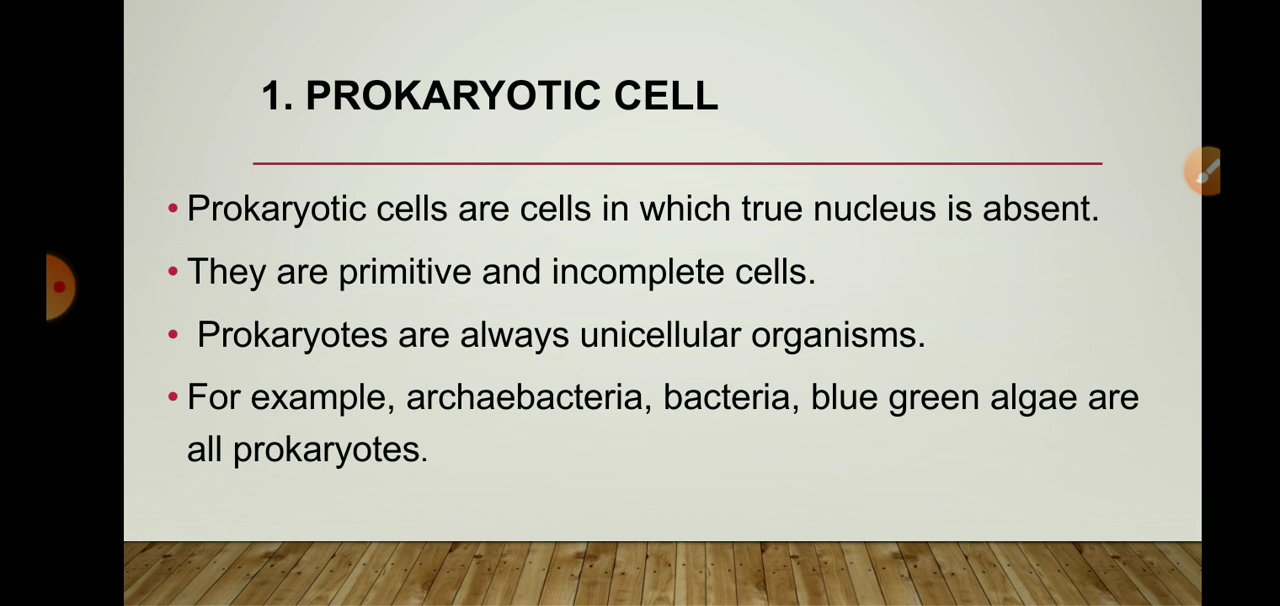 1. PROKARYOTIC CELL
• Prokaryotic cells are cells in which true nucleus is absent.
• They are primitive and incomplete cells.
• Prokaryotes are always unicellular organisms.
• For example, archaebacteria, bacteria, blue green algae are
all prokaryotes.